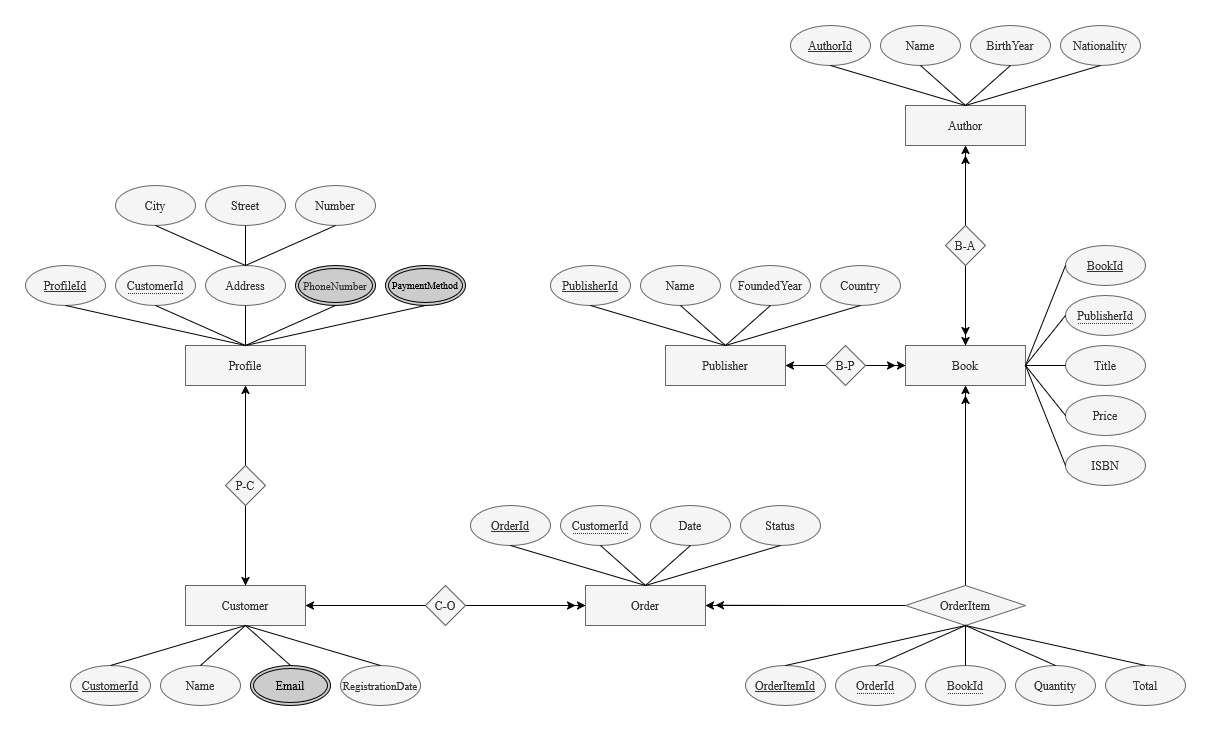 AuthorId
Name
BirthYear
Nationality
Author
City
Street
Number
B-A
ProfileId
CustomerId
Address
PhoneNumber
PaymentMethod
PublisherId
Name
FoundedYear
Country
BookId
PublisherId
Title
Price
ISBN
Profile
Publisher
B-P
Book
P-C
OrderId
CustomerId
Date
Status
Customer
C-O
Order
OrderItem
CustomerId
Name
Email
RegistrationDate
OrderItemId
OrderId
BookId
Quantity
Total